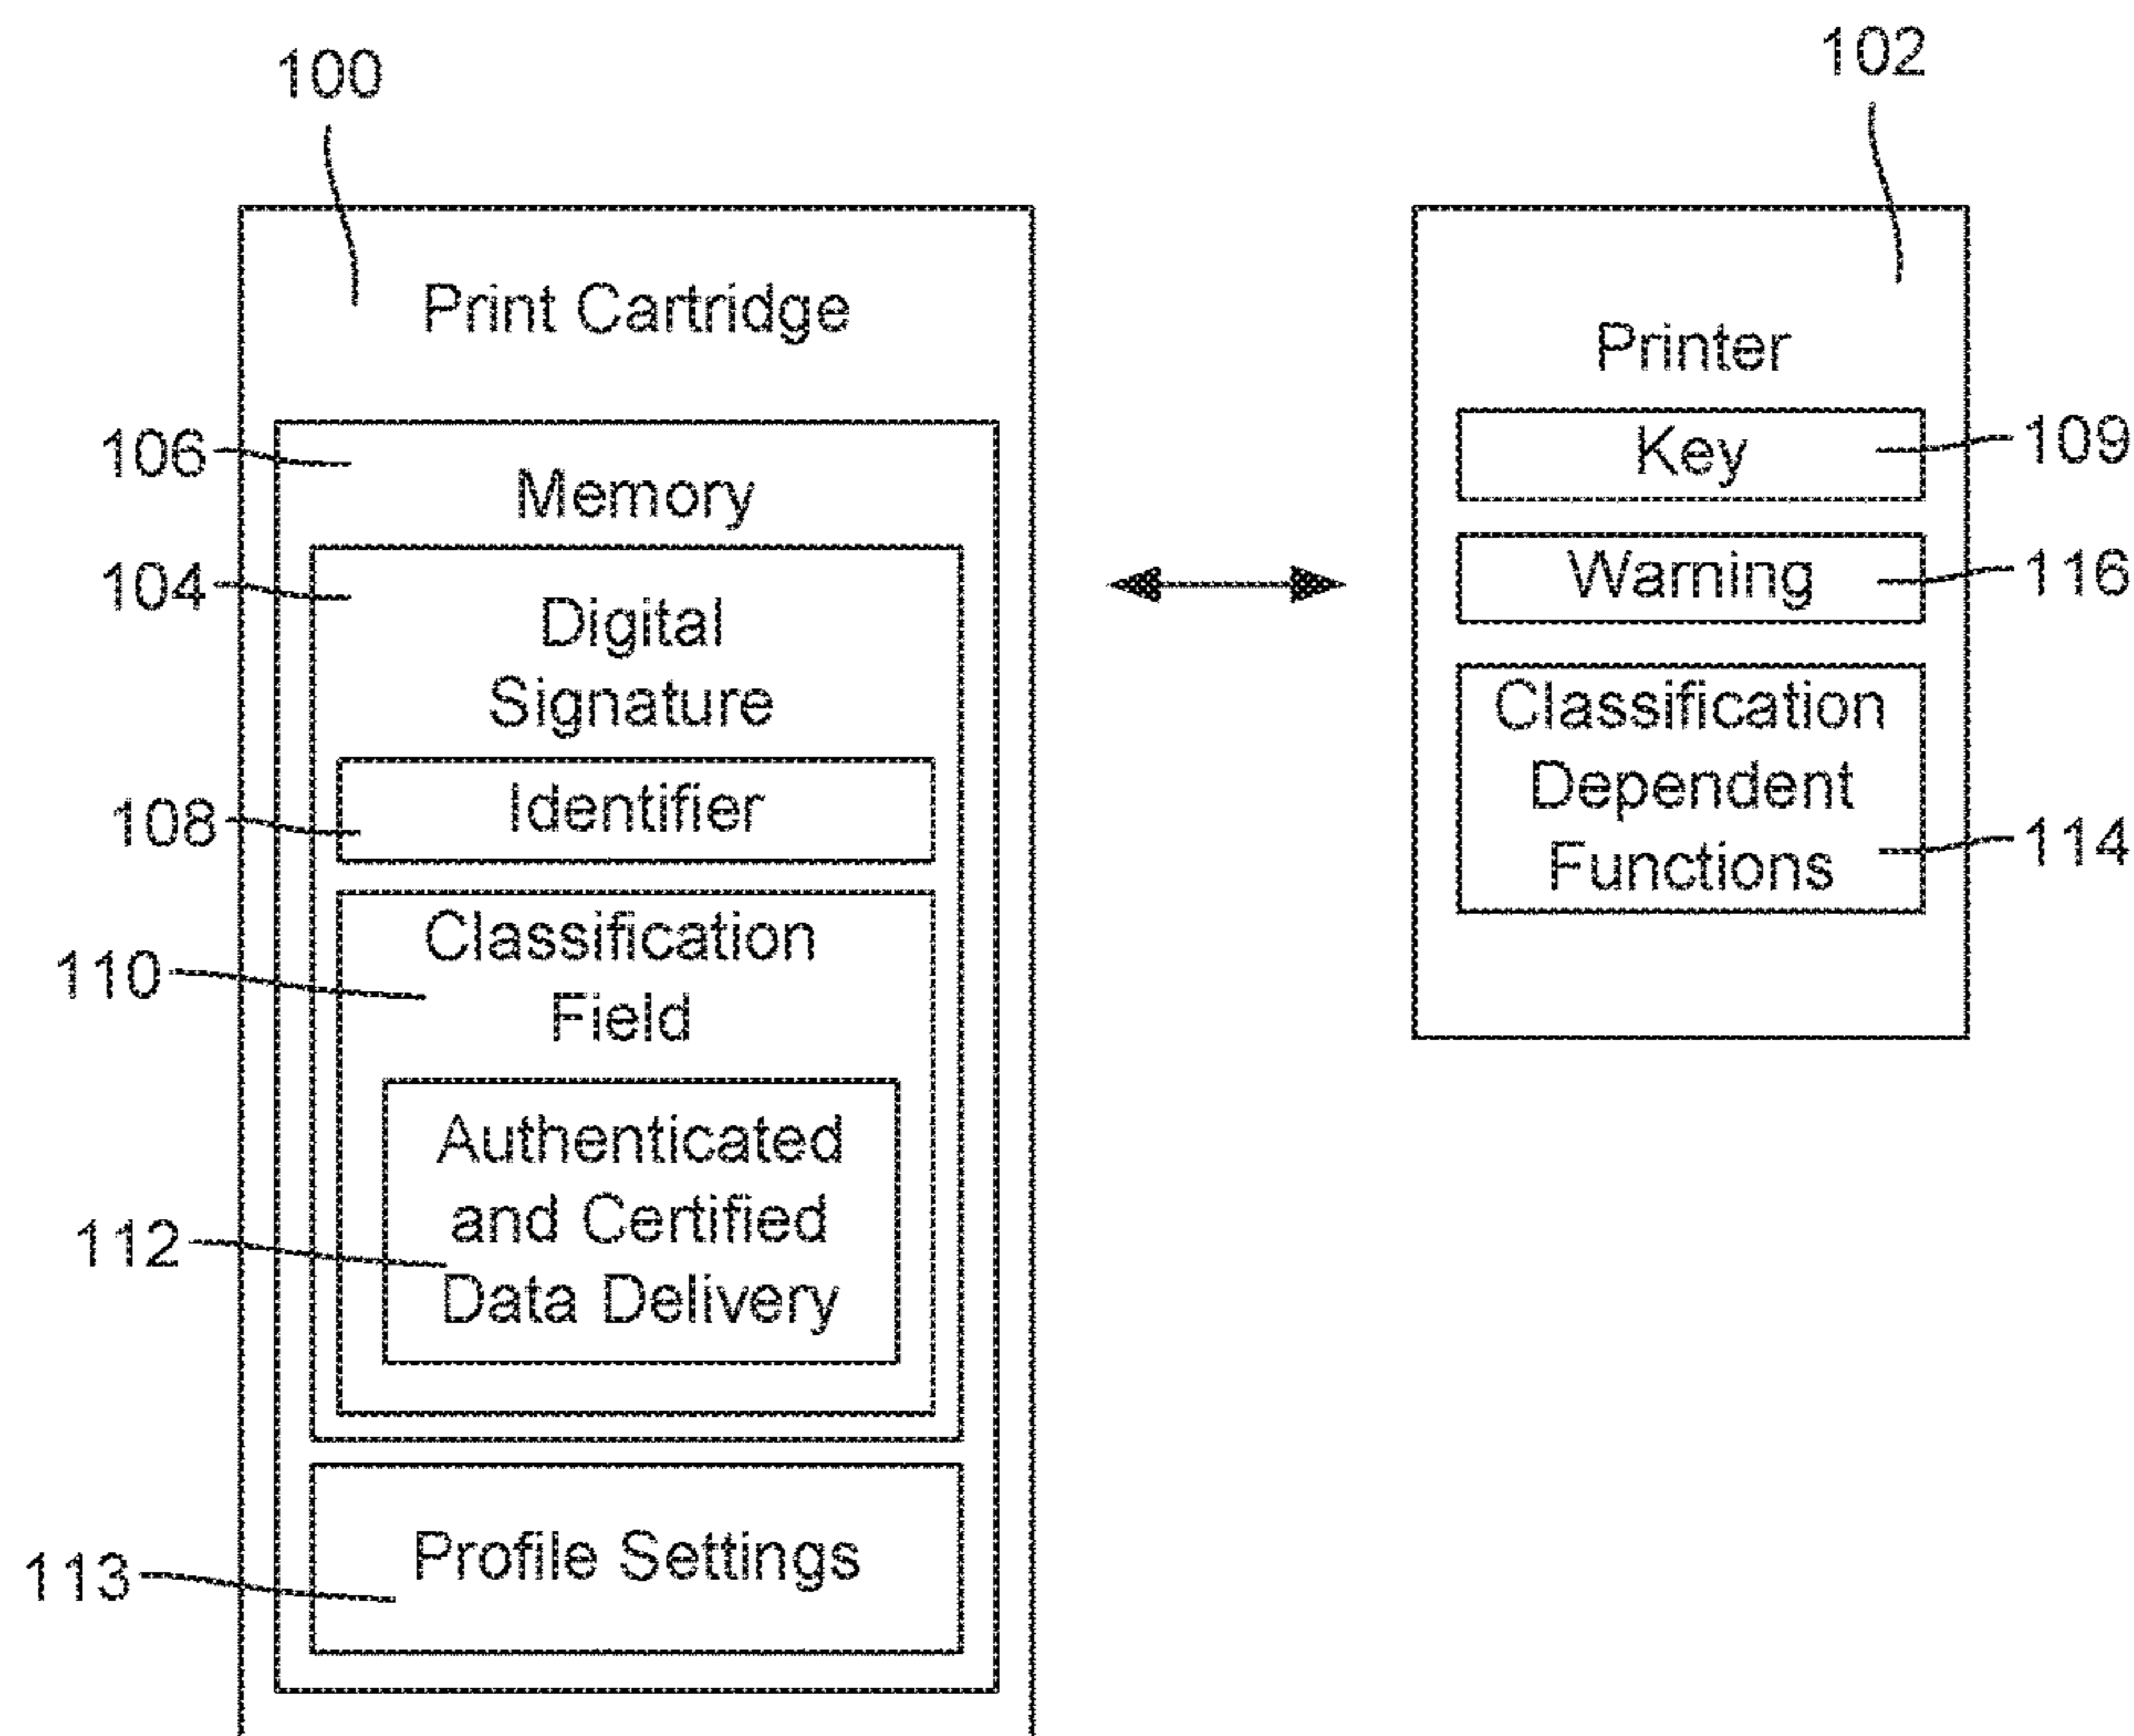 100
102
Print Cartridge
Printer
106
Memory
Key
109
104
Digital
Signature
Warning
116
108
Identifier
Classification
Dependent
Functions
114
110
Classification
Field
112
Authenticated
and Certified
Data Delivery
113
Profile Settings